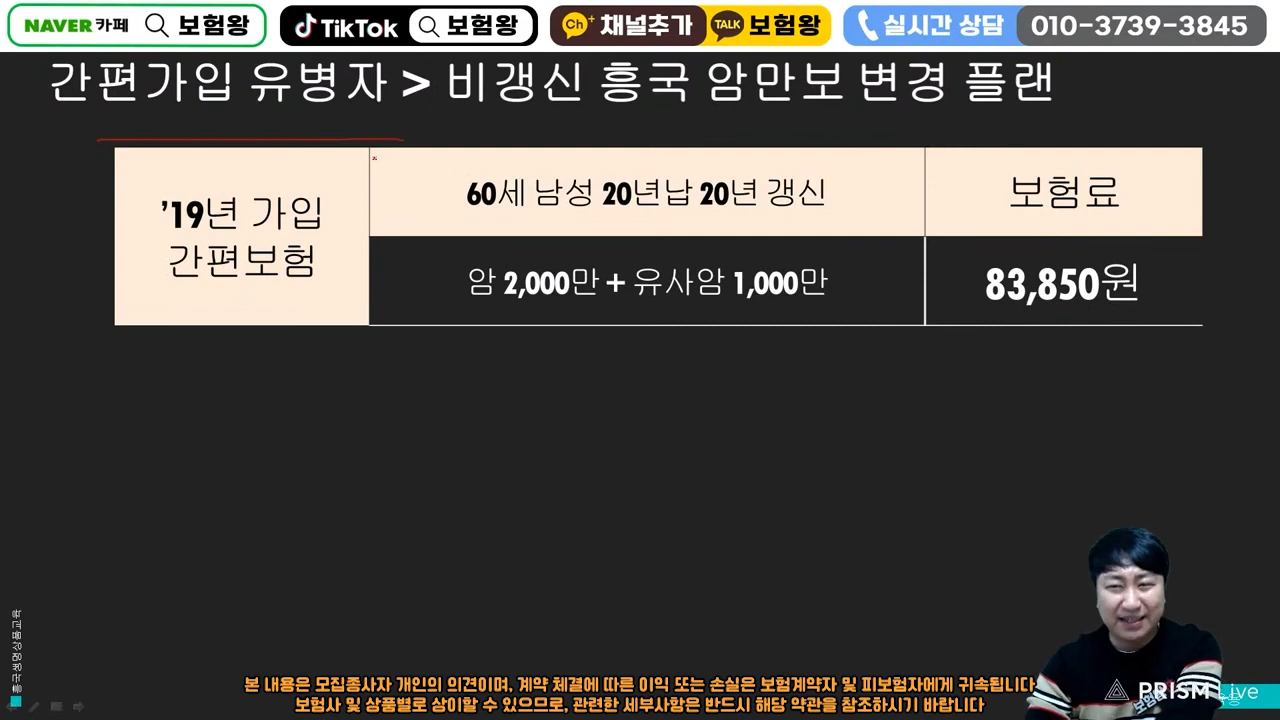 NAVER 카페 보험왕
TikTok 보험왕
Ch+ 채널추가 TALK 보험왕
실시간 상담 010-3739-3845
간편가입 유병자 > 비갱신 흥국 암만보 변경 플랜
'19년 가입
간편보험
60세 남성 20년납 20년 갱신
보험료
암 2,000만 + 유사암 1,000만
83,850원
흥국생명상품교육
본 내용은 모집종사자 개인의 의견이며, 계약 체결에 따른 이익 또는 손실은 보험계약자 및 피보험자에게 귀속됩니다
보험사 및 상품별로 상이할 수 있으므로, 관련한 세부사항은 반드시 해당 약관을 참조하시기 바랍니다
PRISM Live